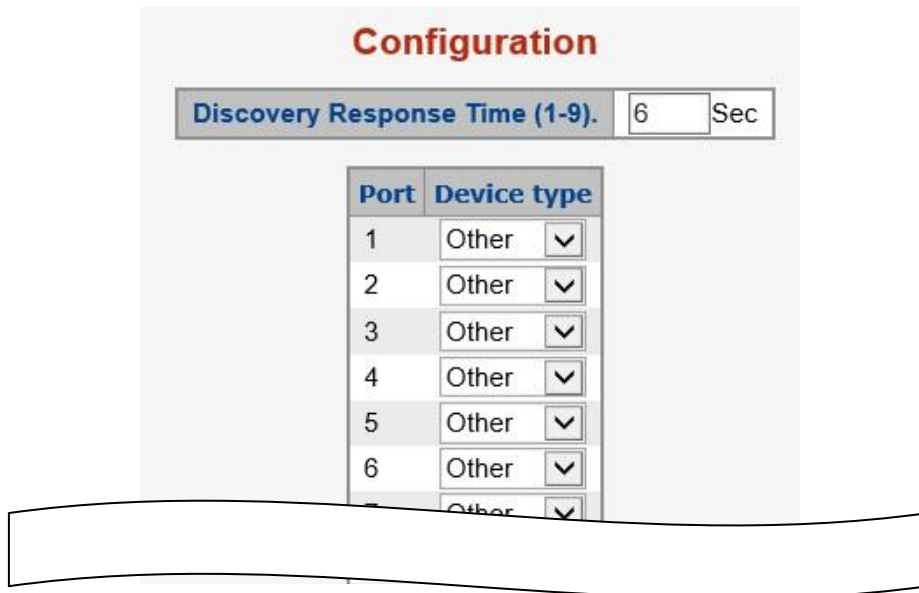 Configuration
Discovery Response Time (1-9). 6 Sec
Port Device type
1 Other
2 Other
3 Other
4 Other
5 Other
6 Other
Other